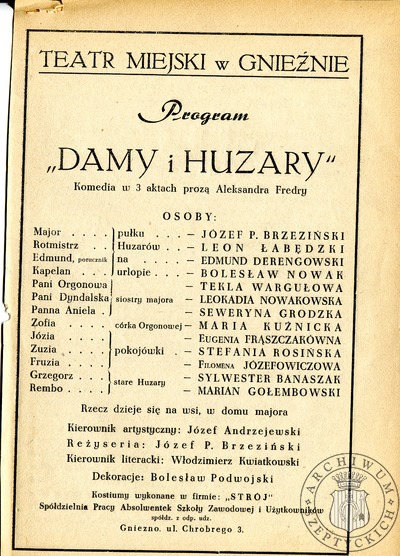 TEATR MIEJSKI w GNIEŹNIE
Program
„DAMY i HUZARY"
Komedia w 3 aktach prozą Aleksandra Fredry
OSOBY:
Major . . . . pułku . . . . — JÓZEF P. BRZEZIŃSKI
Rotmistrz . . Huzarów . . — LEON ŁABĘDZKI
Edmund, porucznik na . . . . — EDMUND DERENGOWSKI
Kapelan . . . urlopie . . . — BOLESŁAW NOWAK
Pani Orgonowa — TEKLA WARGUŁOWA
Pani Dyndalska siostry majora — LEOKADIA NOWAKOWSKA
Panna Aniela . — SEWERYNA GRODZKA
Zofia . . . . córka Orgonowej — MARIA KUŹNICKA
Józia . . . . — EUGENIA FRĄSZCZAKÓWNA
Zuzia . . . . pokojówki . — STEFANIA ROSIŃSKA
Fruzia . . . . — FILOMENA JÓZEFOWICZOWA
Grzegorz . . . — SYLWESTER BANASZAK
stare Huzary
Rembo . . . . — MARIAN GOŁEMBOWSKI
Rzecz dzieje się na wsi, w domu majora
Kierownik artystyczny: Józef Andrzejewski
Reżyseria: Józef P. Brzeziński
Kierownik literacki: Włodzimierz Kwiatkowski
Dekoracje: Bolesław Podwojski
Kostiumy wykonane w firmie: „STRÓJ"
Spółdzielnia Pracy Absolwentek Szkoły Zawodowej i Użytkowników
spółdz. z odp. udz.
Gniezno, ul. Chrobrego 3.
ARCHIWUM
SZEPTYCKICH